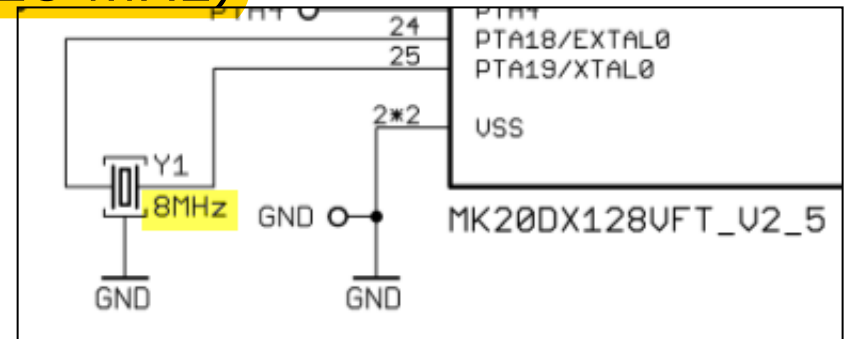 24
PTA18/EXTAL0
25
PTA19/XTAL0
2*2
VSS
Y1
8MHz
GND
MK20DX128VFT_V2_5
GND
GND